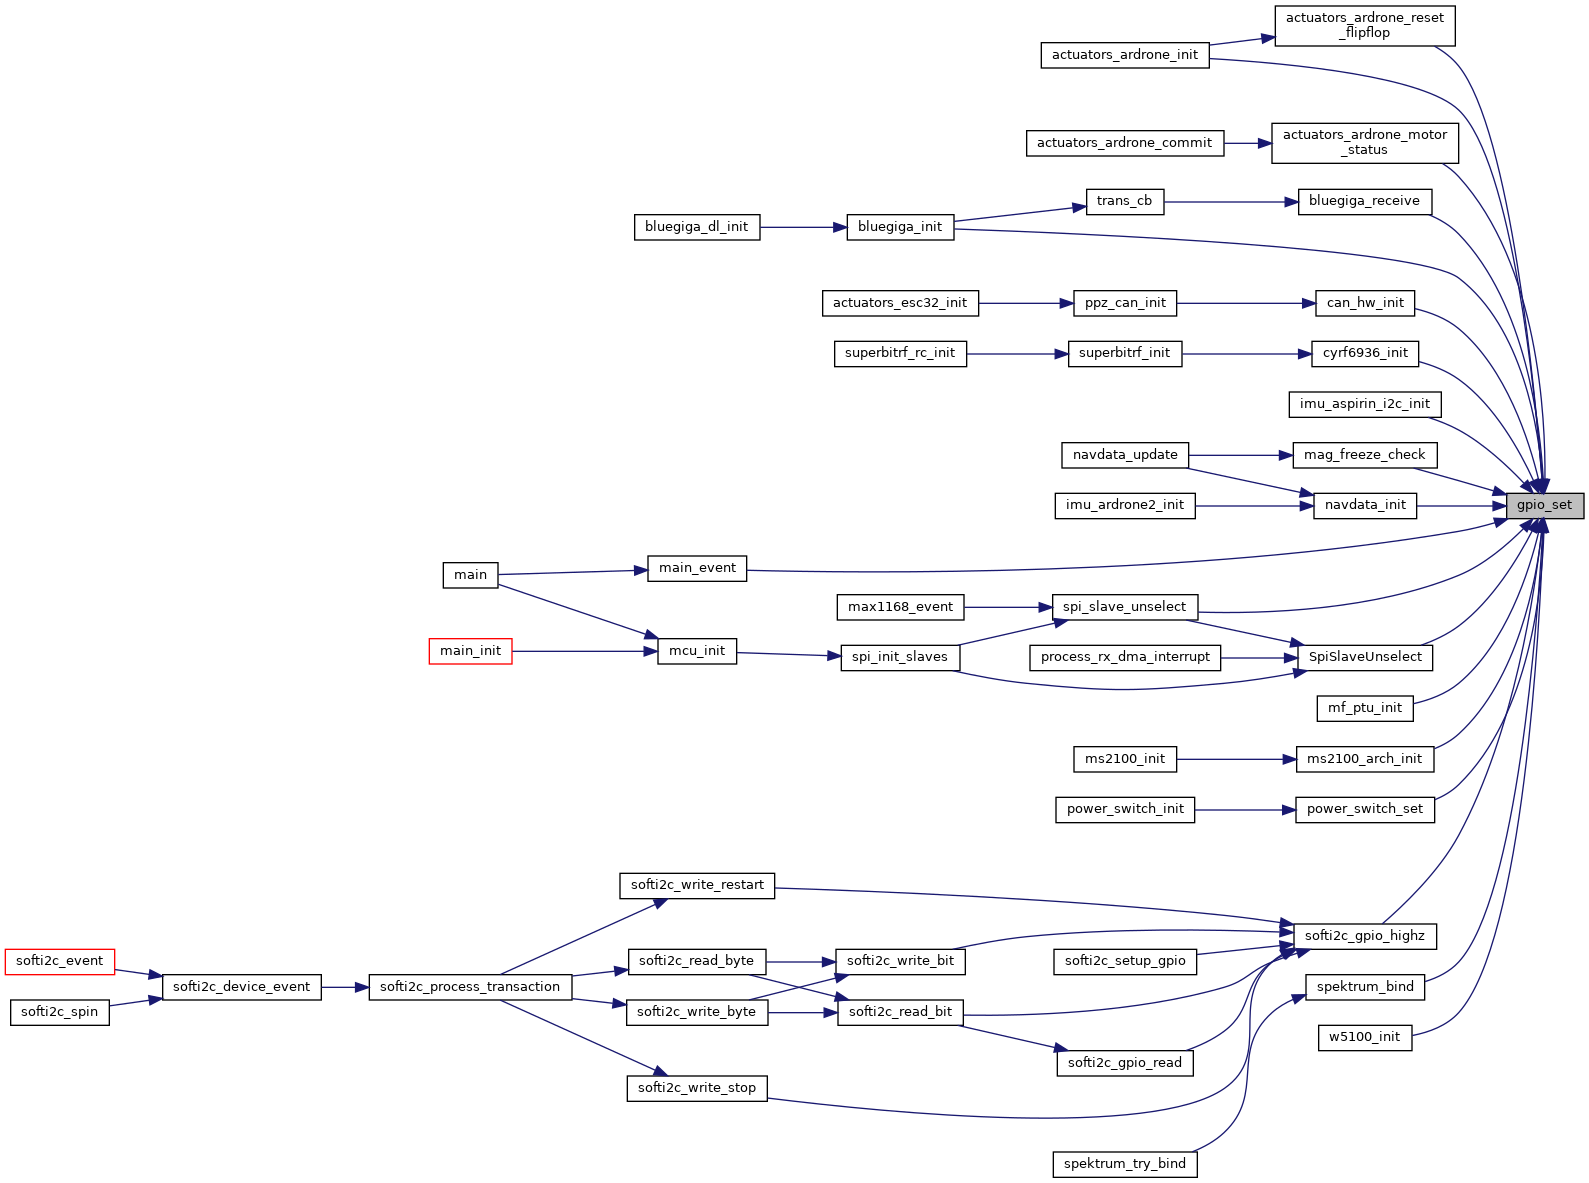 actuators_ardrone_reset
_flipflop
actuators_ardrone_init
actuators_ardrone_motor
_status
actuators_ardrone_commit
trans_cb
bluegiga_receive
bluegiga_dl_init
bluegiga_init
actuators_esc32_init
ppz_can_init
can_hw_init
superbitrf_rc_init
superbitrf_init
cyrf6936_init
imu_aspirin_i2c_init
navdata_update
mag_freeze_check
imu_ardrone2_init
navdata_init
gpio_set
main
main_event
max1168_event
spi_slave_unselect
main_init
mcu_init
spi_init_slaves
process_rx_dma_interrupt
SpiSlaveUnselect
mf_ptu_init
ms2100_init
ms2100_arch_init
power_switch_init
power_switch_set
softi2c_write_restart
softi2c_gpio_highz
softi2c_event
softi2c_read_byte
softi2c_write_bit
softi2c_setup_gpio
softi2c_device_event
softi2c_process_transaction
spektrum_bind
softi2c_spin
softi2c_write_byte
softi2c_read_bit
w5100_init
softi2c_gpio_read
softi2c_write_stop
spektrum_try_bind